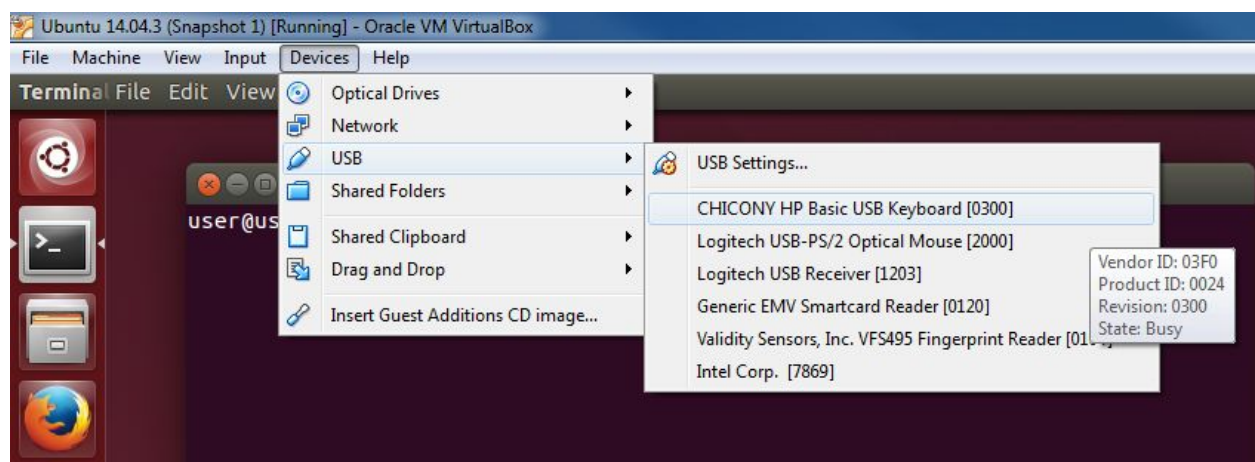 Ubuntu 14.04.3 (Snapshot 1) [Running] - Oracle VM VirtualBox
File Machine View Input Devices Help
Terminal File Edit View
Optical Drives
Network
USB
Shared Folders
Shared Clipboard
Drag and Drop
Insert Guest Additions CD image...
USB Settings...
CHICONY HP Basic USB Keyboard [0300]
Logitech USB-PS/2 Optical Mouse [2000]
Logitech USB Receiver [1203]
Generic EMV Smartcard Reader [0120]
Validity Sensors, Inc. VFS495 Fingerprint Reader
Intel Corp. [7869]
Vendor ID: 03F0
Product ID: 0024
Revision: 0300
State: Busy
user@us
>_